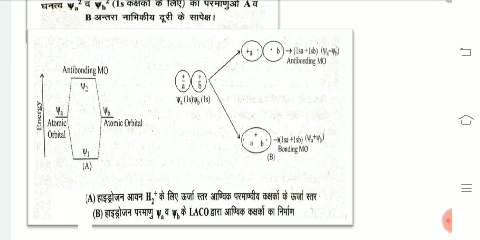 घनत्व Ψa² व Ψb² (1s कक्षकों के लिए) का परमाणुओं A व
B अन्तरा नाभिकीय दूरी के सापेक्ष।
Antibonding MO
Ψ2
Energy
Ψa
Atomic
Orbital
Ψb
Atomic Orbital
Ψ1
(A)
+ a
+ b
Ψa(1s)Ψb(1s)
+a
b
→ (1sa +1sb) (Ψa-Ψb)
Antibonding MO
+
a b
→(1sa +1sb) (Ψa+Ψb)
Bonding MO
(B)
(A) हाइड्रोजन आयन H2+ के लिए ऊर्जा स्तर आण्विक परमाण्वीय कक्षकों के ऊर्जा स्तर
(B) हाइड्रोजन परमाणु Ψa व Ψb के LACO द्वारा आण्विक कक्षकों का निर्माण